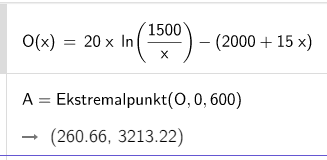 O(x) = 20 x ln(1500/x) − (2000 + 15 x)
A = Ekstremalpunkt(O, 0, 600)
→ (260.66, 3213.22)